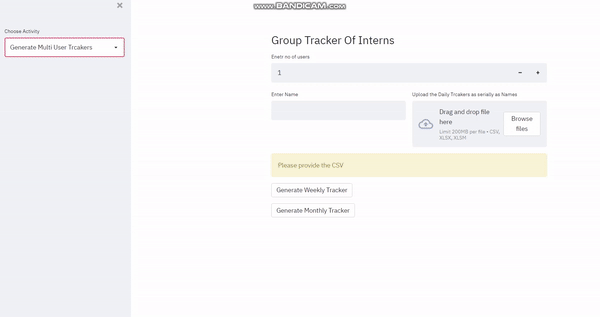 www.BANDICAM.com
Choose Activity
Generate Multi User Trcakers
Group Tracker Of Interns
Enetr no of users
1
Enter Name
Upload the Daily Trcakers as serially as Names
Drag and drop file here
Limit 200MB per file • CSV, XLSX, XLSM
Browse files
Please provide the CSV
Generate Weekly Tracker
Generate Monthly Tracker